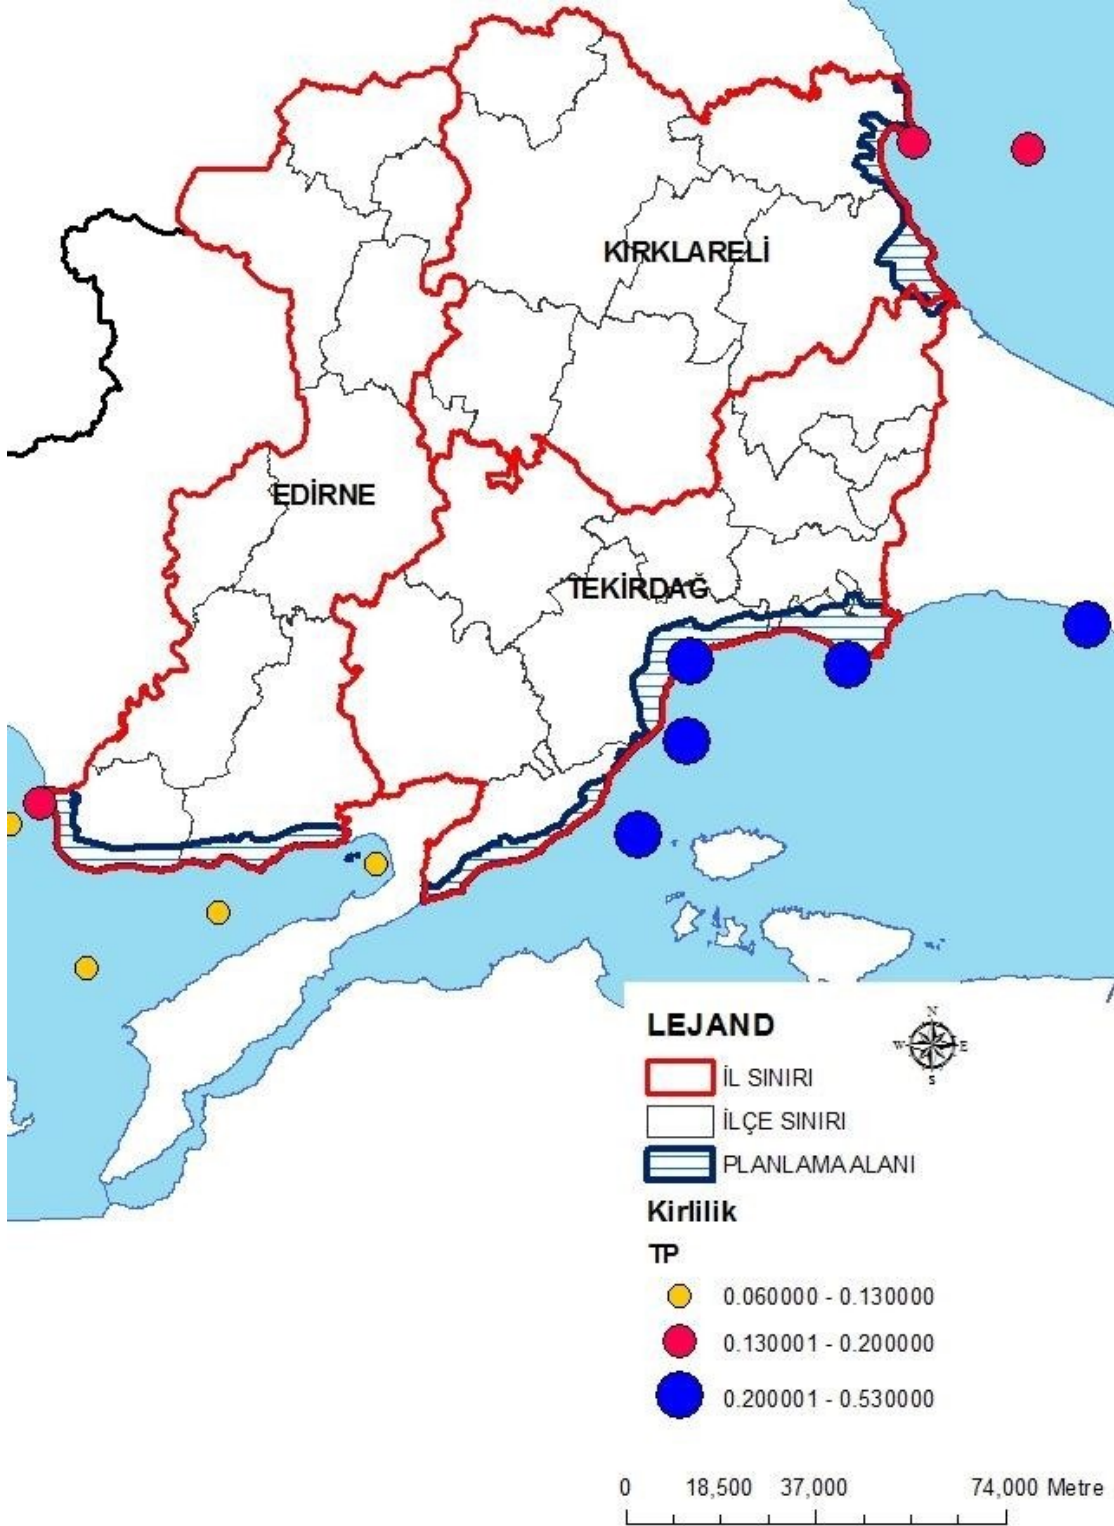 KIRKLARELİ
EDİRNE
TEKİRDAĞ
LEJAND
N
W E
S
İL SINIRI
İLÇE SINIRI
PLANLAMA ALANI
Kirlilik
TP
0.060000 - 0.130000
0.130001 - 0.200000
0.200001 - 0.530000
0 18,500 37,000 74,000 Metre